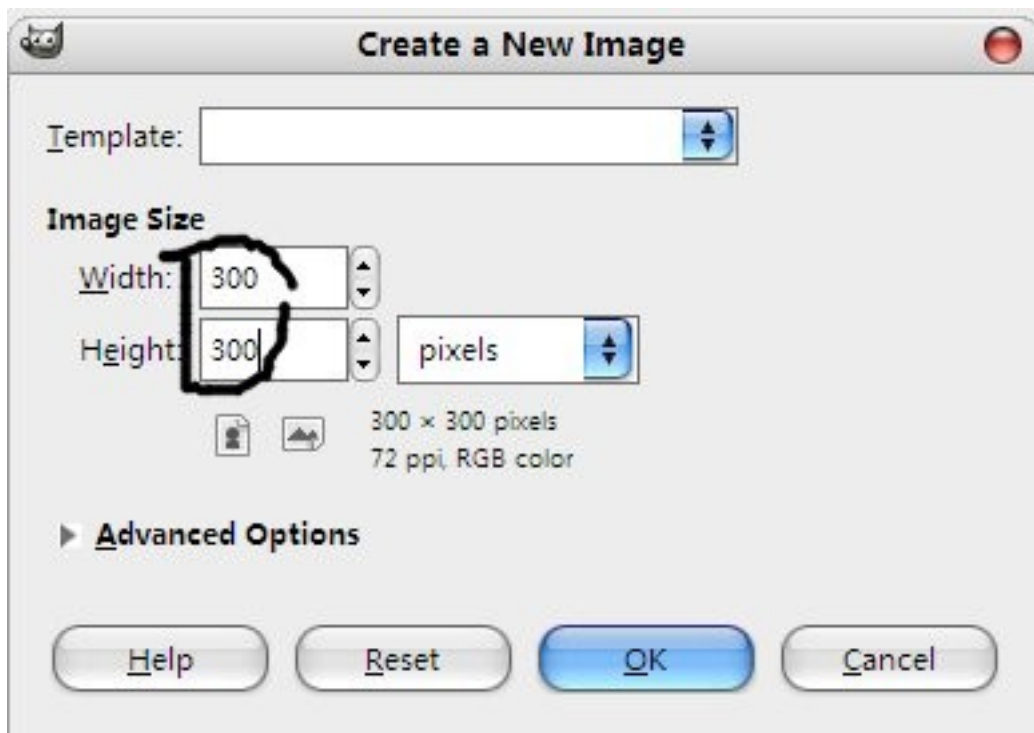 Create a New Image
Template:
Image Size
Width: 300
Height: 300 pixels
300 × 300 pixels
72 ppi, RGB color
Advanced Options
Help Reset OK Cancel